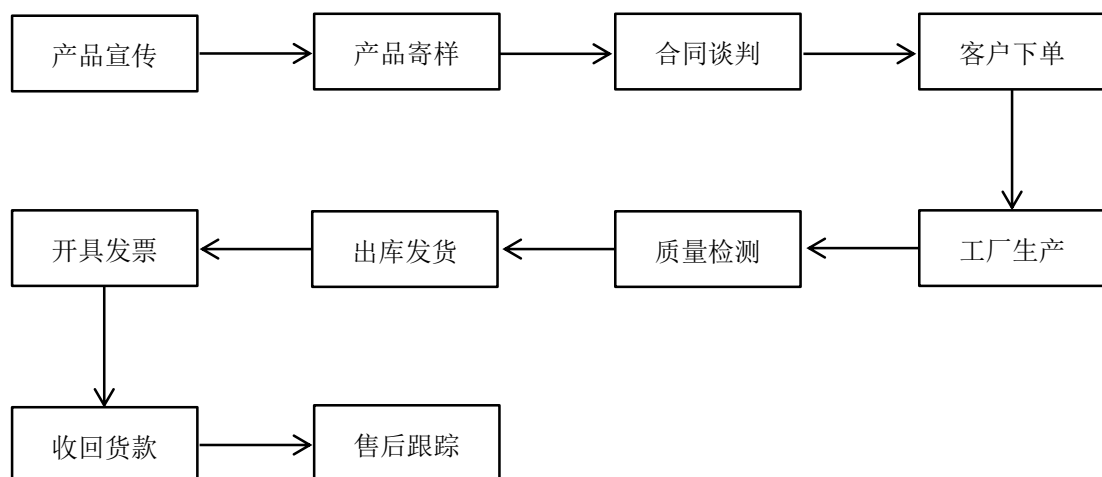 产品宣传
产品寄样
合同谈判
客户下单
工厂生产
质量检测
出库发货
开具发票
收回货款
售后跟踪